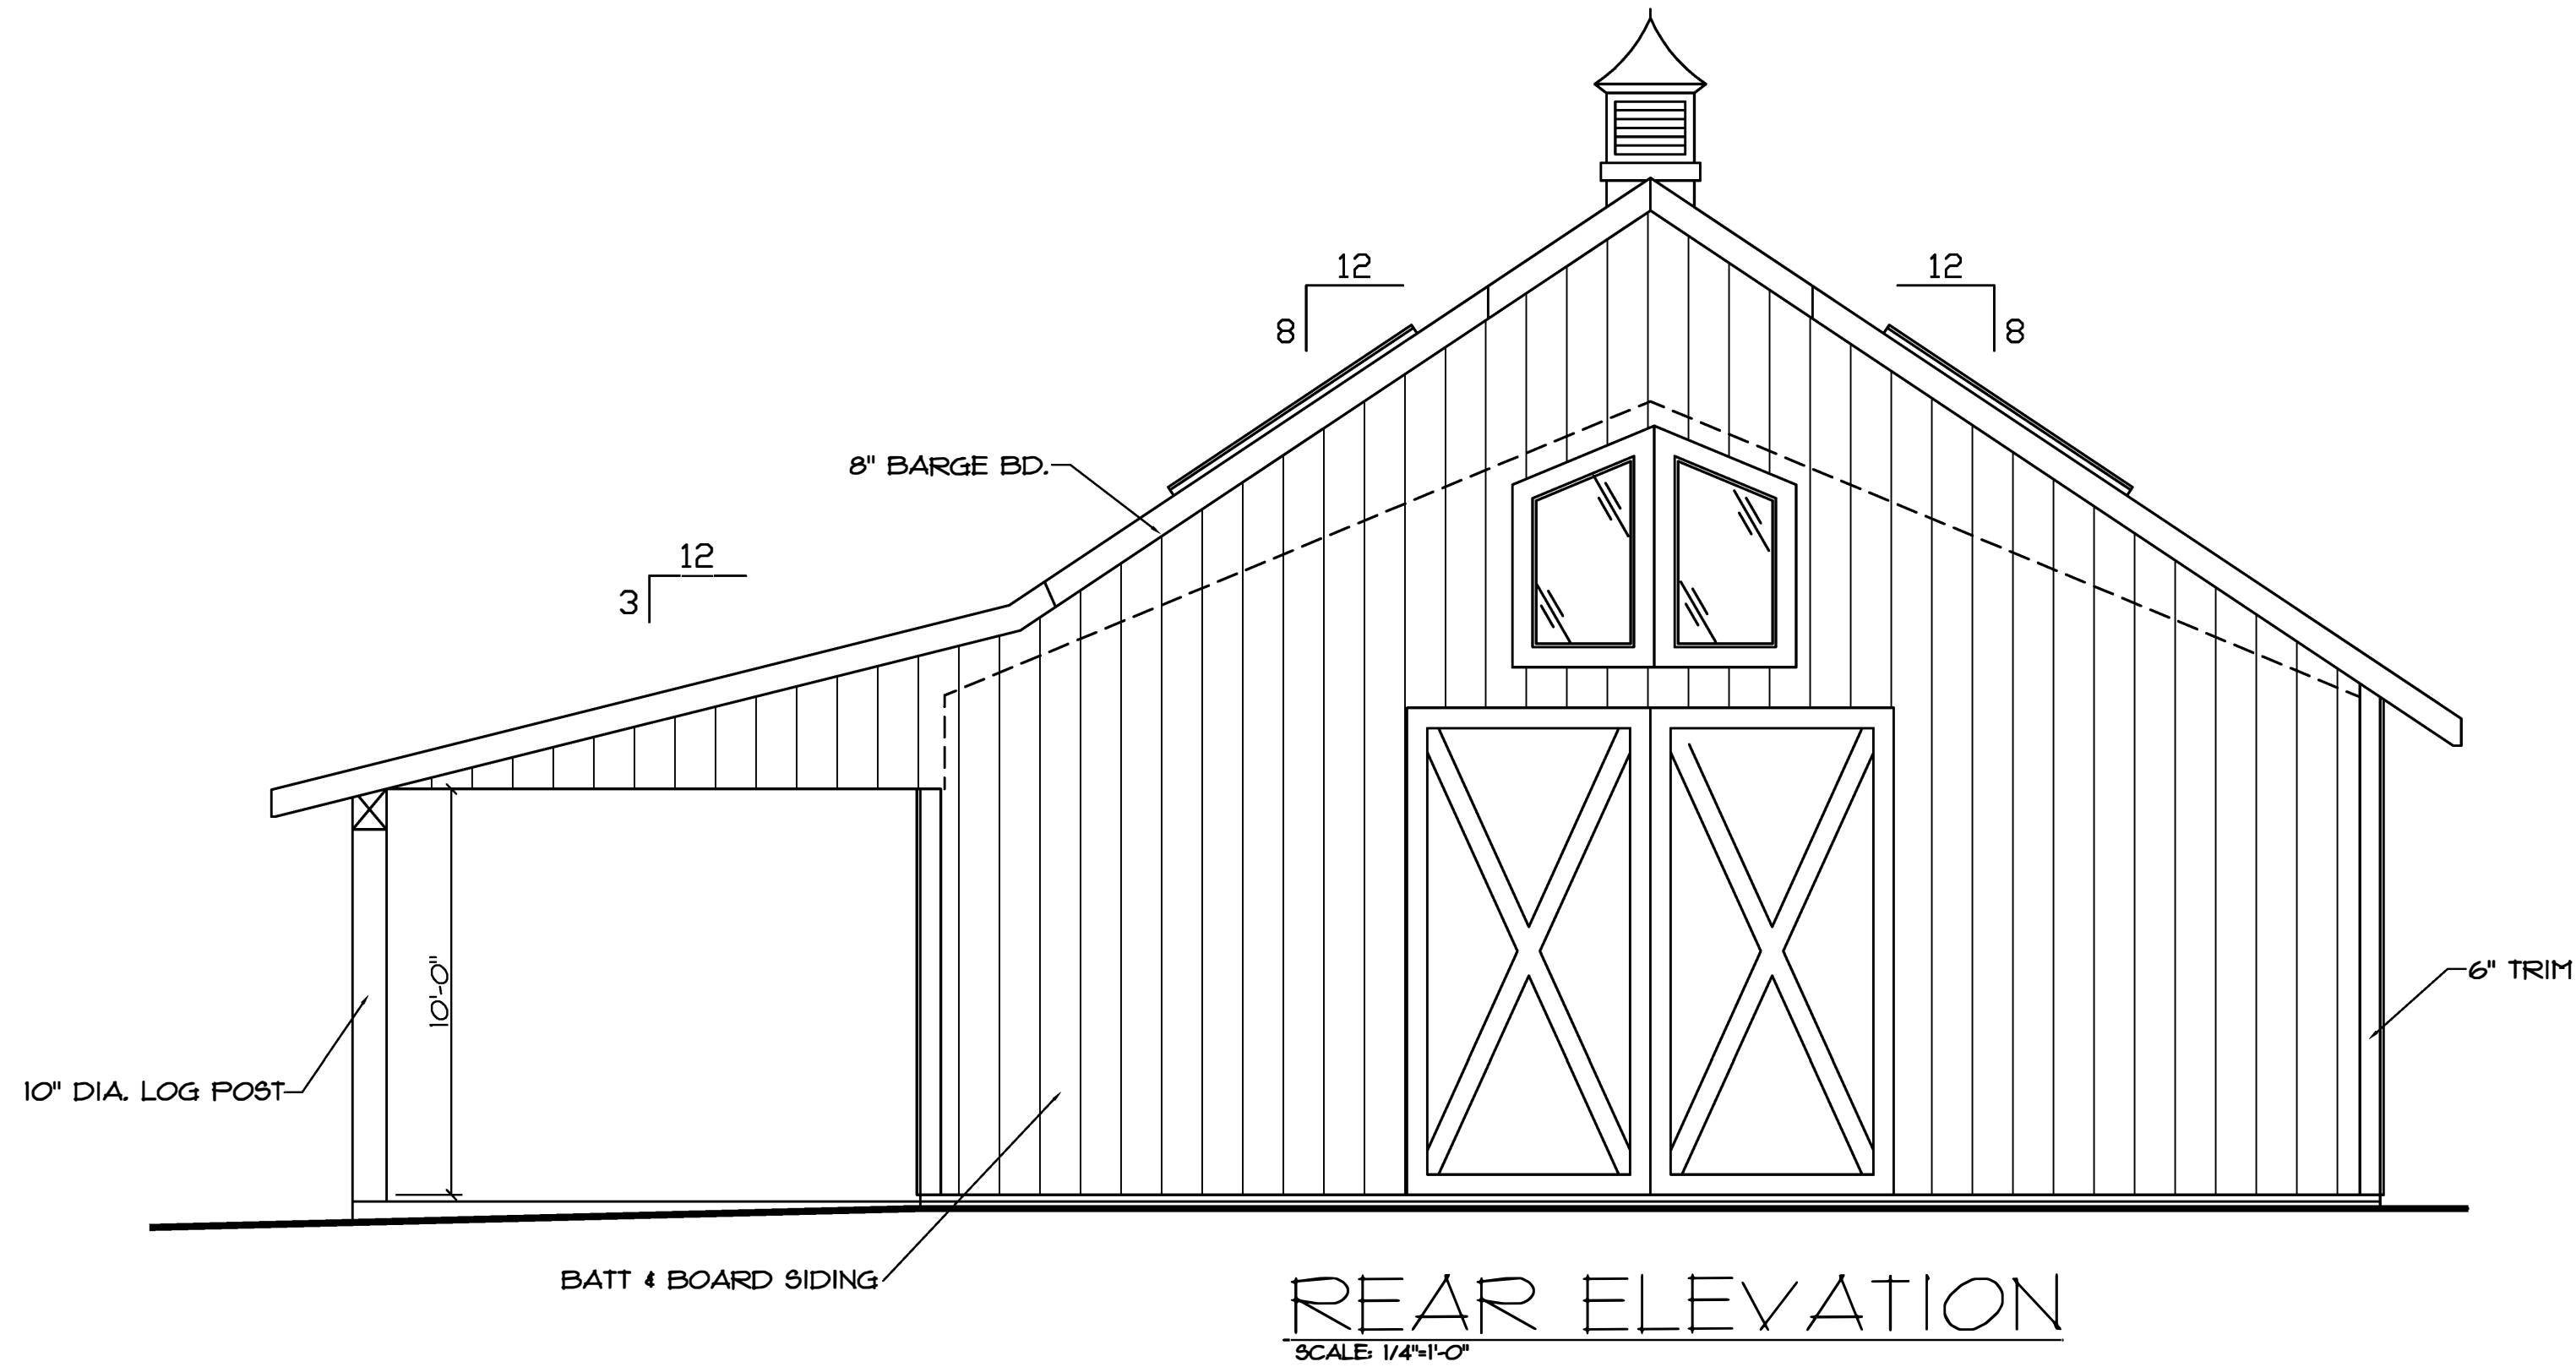 12
8
12
8
8" BARGE BD.
12
3
10'-0"
6" TRIM
10" DIA. LOG POST
BATT & BOARD SIDING
REAR ELEVATION
SCALE: 1/4"=1'-0"